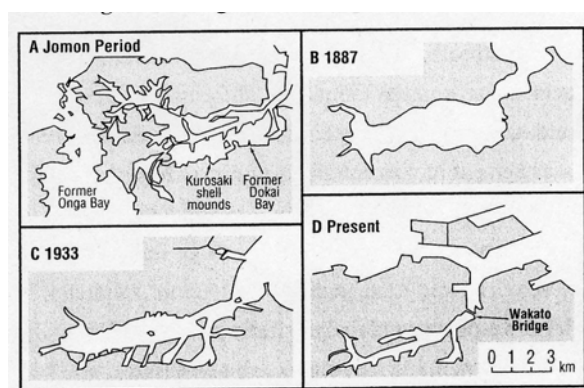 A Jomon Period
Former
Onga Bay
Kurosaki
shell
mounds
Former
Dokai
Bay
B 1887
C 1933
D Present
Wakato
Bridge
0 1 2 3
km